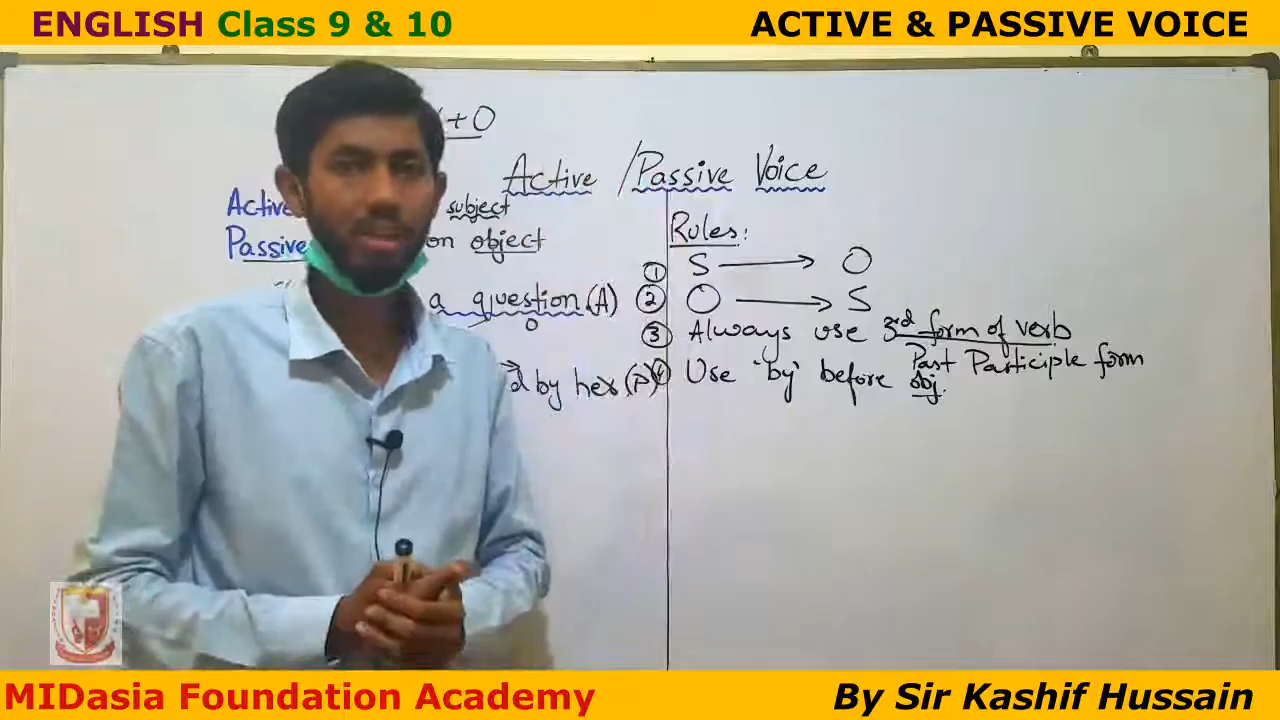 ENGLISH Class 9 & 10
ACTIVE & PASSIVE VOICE
+ O
Active / Passive Voice
Active subject
Passive on object
a question (A)
O
by her (P)
Rules:
① S → O
② O → S
③ Always use 3rd form of verb
Past Participle form
④ Use 'by' before obj.
MIDasia Foundation Academy
By Sir Kashif Hussain